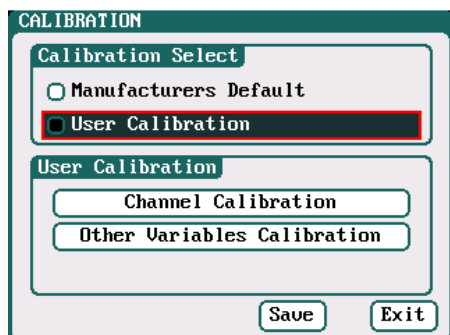 CALIBRATION
Calibration Select
Manufacturers Default
User Calibration
User Calibration
Channel Calibration
Other Variables Calibration
Save Exit